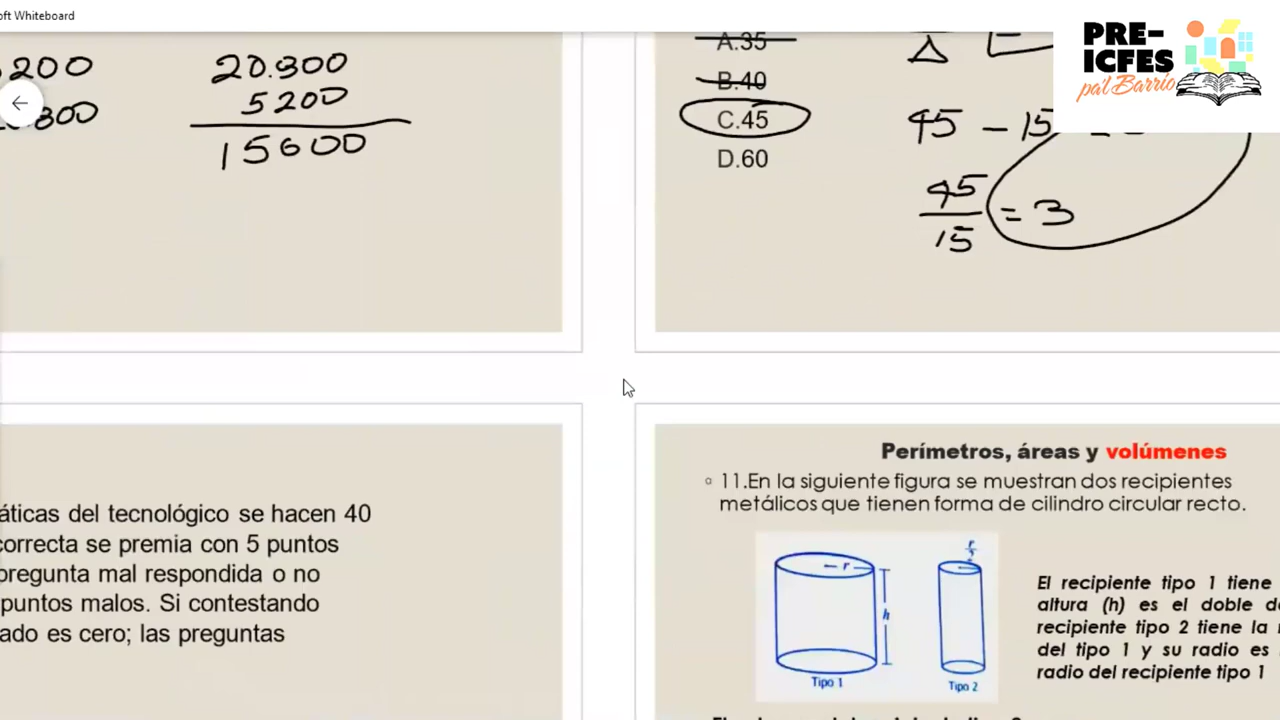 oft Whiteboard
PRE-
ICFES
pa'l Barrio
200
800
20.800
5200
15600
A.35
B.40
C.45
D.60
45 - 15
45
15
= 3
áticas del tecnológico se hacen 40
correcta se premia con 5 puntos
pregunta mal respondida o no
puntos malos. Si contestando
ado es cero; las preguntas
Perímetros, áreas y volúmenes
11.En la siguiente figura se muestran dos recipientes
metálicos que tienen forma de cilindro circular recto.
r
h
r
2
Tipo 1
Tipo 2
El recipiente tipo 1 tiene
altura (h) es el doble d
recipiente tipo 2 tiene la
del tipo 1 y su radio es
radio del recipiente tipo 1